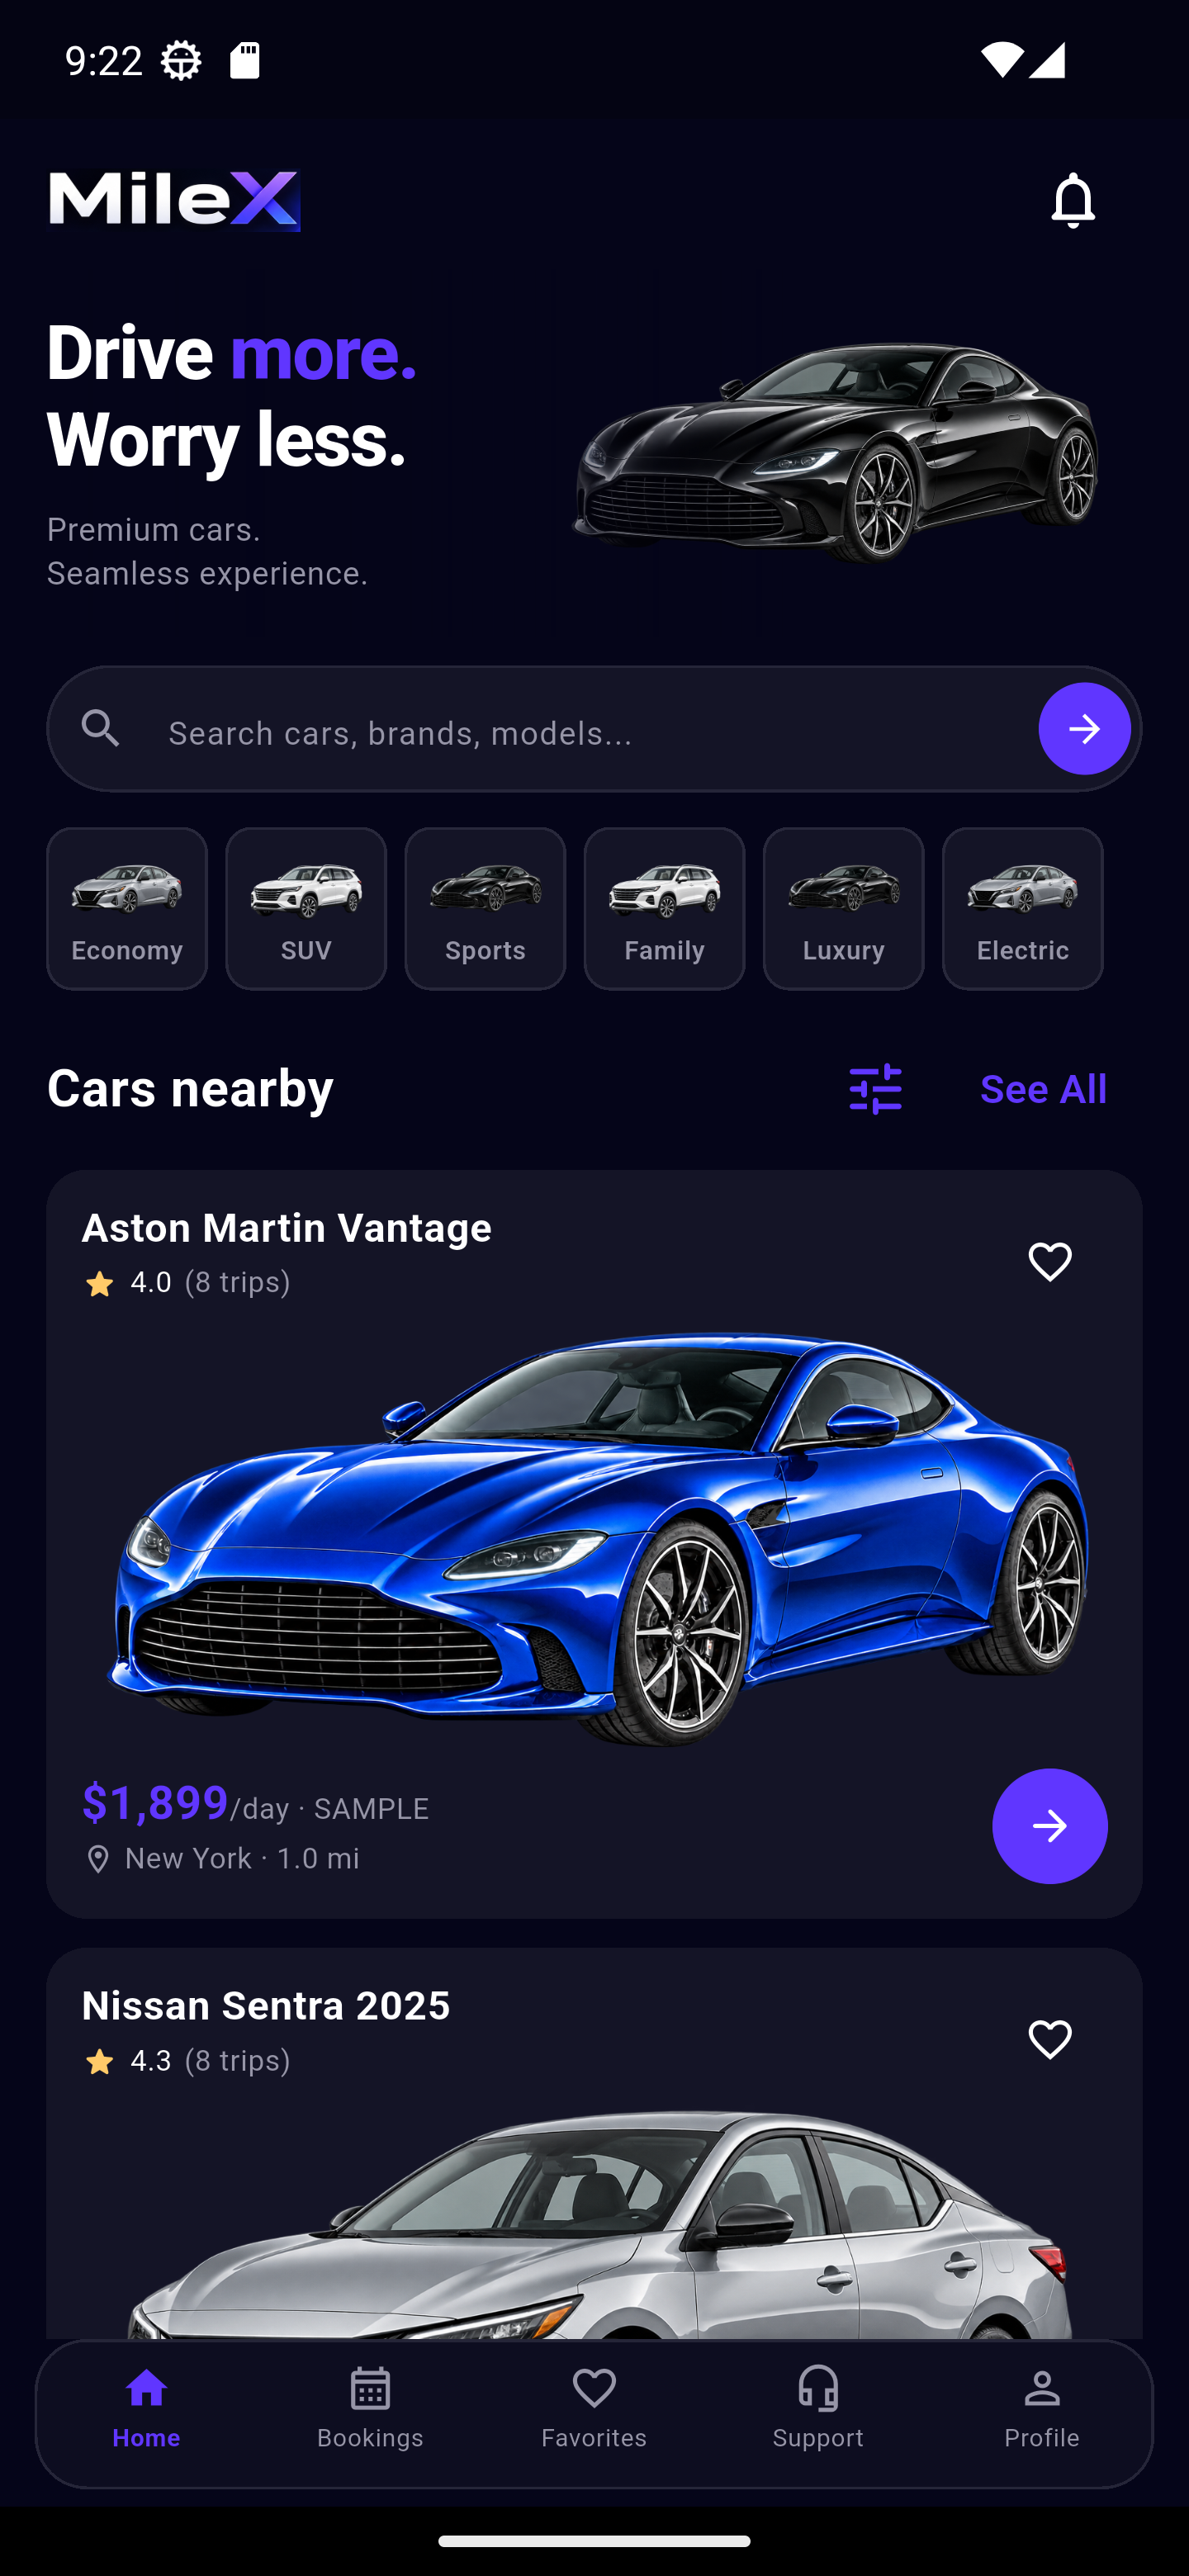 9:22
MileX
Drive more.
Worry less.
Premium cars.
Seamless experience.
Search cars, brands, models...
Economy
SUV
Sports
Family
Luxury
Electric
Cars nearby
See All
Aston Martin Vantage
4.0 (8 trips)
$1,899/day · SAMPLE
New York · 1.0 mi
Nissan Sentra 2025
4.3 (8 trips)
Home
Bookings
Favorites
Support
Profile